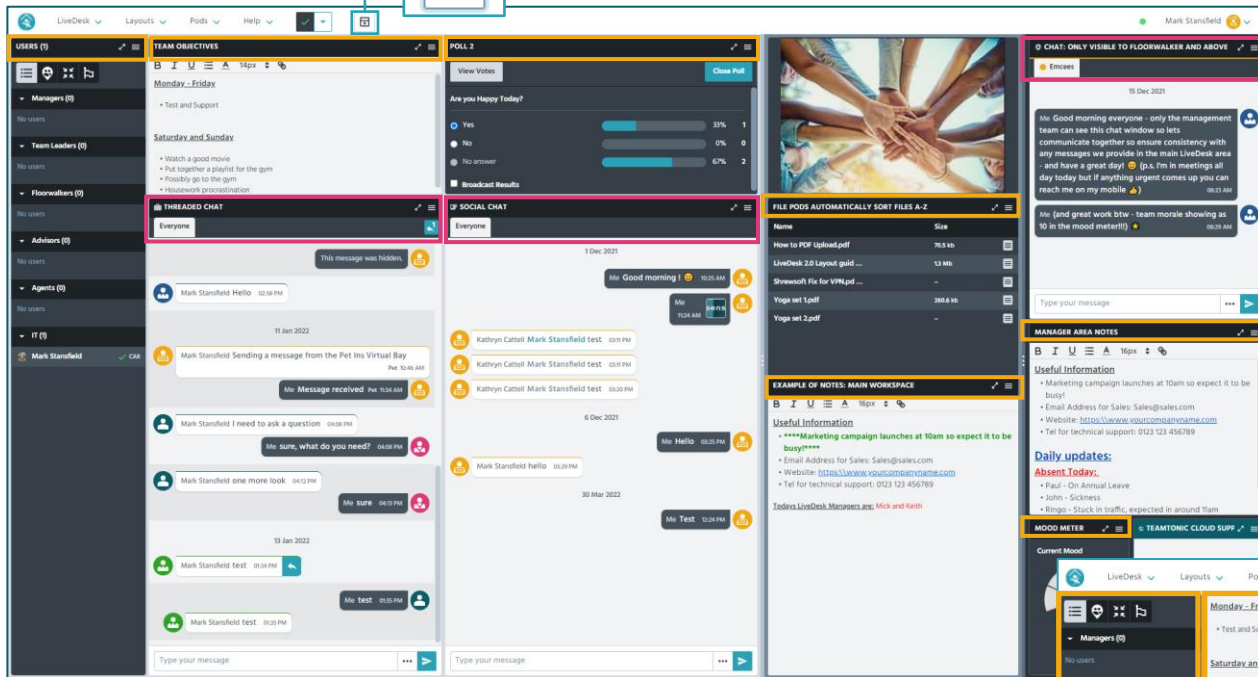 LiveDesk Layouts Pods Help Mark Stansfield
USERS (1)
Managers (0)
No users
Team Leaders (0)
No users
Floorwalkers (0)
No users
Advisors (0)
No users
Agents (0)
No users
IT (1)
Mark Stansfield CAB
TEAM OBJECTIVES
B I U A 14px
Monday - Friday
• Test and Support
Saturday and Sunday
• Watch a good movie
• Put together a playlist for the gym
• Possibly go to the gym
• Housework procrastination
POLL 2
View Votes Close Poll
Are you Happy Today?
Yes 33% 1
No 0% 0
No answer 67% 2
Broadcast Results
THREADED CHAT
Everyone
This message was hidden.
Mark Stansfield Hello 02:58 PM
11 Jan 2022
Mark Stansfield Sending a message from the Pet Ins Virtual Bay
Pet 10:46 AM
Me Message received Pet 11:34 AM
Mark Stansfield I need to ask a question 04:08 PM
Me sure, what do you need? 04:08 PM
Mark Stansfield one more look 04:12 PM
Me sure 04:15 PM
13 Jan 2022
Mark Stansfield test 01:34 PM
Me test 01:35 PM
Mark Stansfield test 01:35 PM
Type your message
SOCIAL CHAT
Everyone
1 Dec 2021
Me Good morning ! 😀 10:25 AM
Me
11:24 AM sens
Kathryn Cattell Mark Stansfield test 03:11 PM
Kathryn Cattell Mark Stansfield test 03:11 PM
Kathryn Cattell Mark Stansfield test 03:20 PM
6 Dec 2021
Me Hello 03:25 PM
Mark Stansfield hello 03:29 PM
30 Mar 2022
Me Test 12:24 PM
Type your message
FILE PODS AUTOMATICALLY SORT FILES A-Z
Name Size
How to PDF Upload.pdf 70.5 kb
LiveDesk 2.0 Layout guid ... 1.3 Mb
Shrewsoft Fix for VPN.pd ... -
Yoga set 1.pdf 260.6 kb
Yoga set 2.pdf -
EXAMPLE OF NOTES: MAIN WORKSPACE
B I U A 16px
Useful Information
• ****Marketing campaign launches at 10am so expect it to be
busy!****
• Email Address for Sales: Sales@sales.com
• Website: https:\\www.yourcompanyname.com
• Tel for technical support: 0123 123 456789
Todays LiveDesk Managers are: Mick and Keith
CHAT: ONLY VISIBLE TO FLOORWALKER AND ABOVE
Emcees
15 Dec 2021
Me Good morning everyone - only the management
team can see this chat window so lets
communicate together so ensure consistency with
any messages we provide in the main LiveDesk area
- and have a great day! 😀 (p.s. I'm in meetings all
day today but if anything urgent comes up you can
reach me on my mobile 👍) 08:23 AM
Me (and great work btw - team morale showing as
10 in the mood meter!!!) ⭐ 08:29 AM
Type your message
MANAGER AREA NOTES
B I U A 16px
Useful Information
• Marketing campaign launches at 10am so expect it to be
busy!
• Email Address for Sales: Sales@sales.com
• Website: https:\\www.yourcompanyname.com
• Tel for technical support: 0123 123 456789
Daily updates:
Absent Today:
• Paul - On Annual Leave
• John - Sickness
• Ringo - Stuck in traffic, expected in around 11am
MOOD METER
Current Mood
TEAMTONIC CLOUD SUPP
LiveDesk Layouts Po
Managers (0)
No users
Monday - Fr
• Test and Su
Saturday an